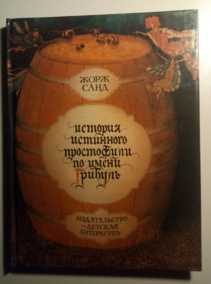 ЖОРЖ
САНД
история
истинного
простофили
по имени
Грибуль
ИЗДАТЕЛЬСТВО
«ДЕТСКАЯ
ЛИТЕРАТУРА»